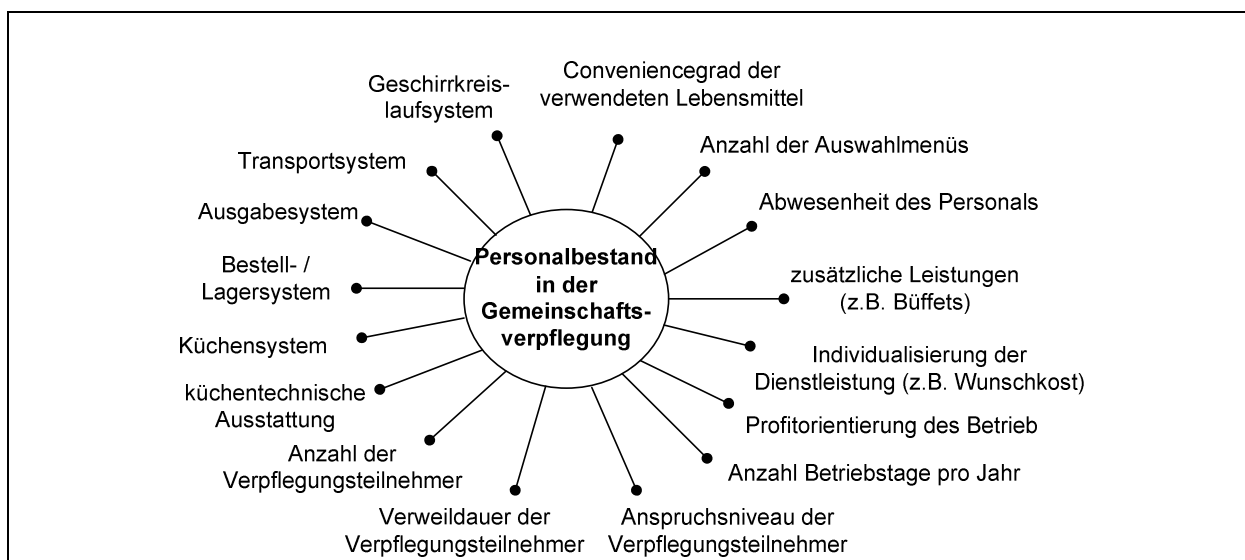 Geschirrkreis-
laufsystem
Conveniencegrad der
verwendeten Lebensmittel
Transportsystem
Anzahl der Auswahlmenüs
Ausgabesystem
Abwesenheit des Personals
Bestell- /
Lagersystem
Personalbestand
in der
Gemeinschafts-
verpflegung
zusätzliche Leistungen
(z.B. Büffets)
Küchensystem
Individualisierung der
Dienstleistung (z.B. Wunschkost)
küchentechnische
Ausstattung
Profitorientierung des Betrieb
Anzahl der
Verpflegungsteilnehmer
Anzahl Betriebstage pro Jahr
Verweildauer der
Verpflegungsteilnehmer
Anspruchsniveau der
Verpflegungsteilnehmer